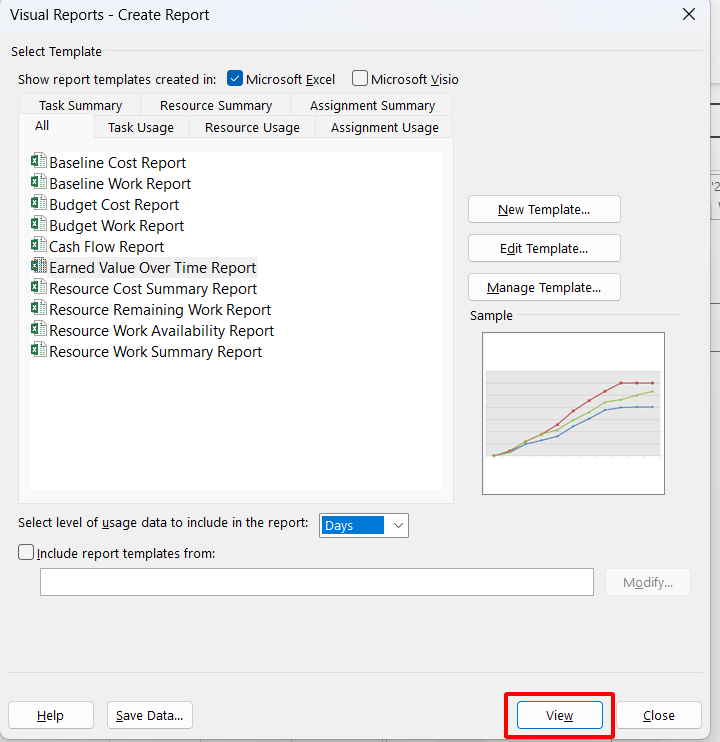 Visual Reports - Create Report
Select Template
Show report templates created in: Microsoft Excel Microsoft Visio
Task Summary Resource Summary Assignment Summary
All Task Usage Resource Usage Assignment Usage
Baseline Cost Report
Baseline Work Report
Budget Cost Report
Budget Work Report
Cash Flow Report
Earned Value Over Time Report
Resource Cost Summary Report
Resource Remaining Work Report
Resource Work Availability Report
Resource Work Summary Report
New Template...
Edit Template...
Manage Template...
Sample
Select level of usage data to include in the report: Days
Include report templates from:
Modify...
Help Save Data... View Close